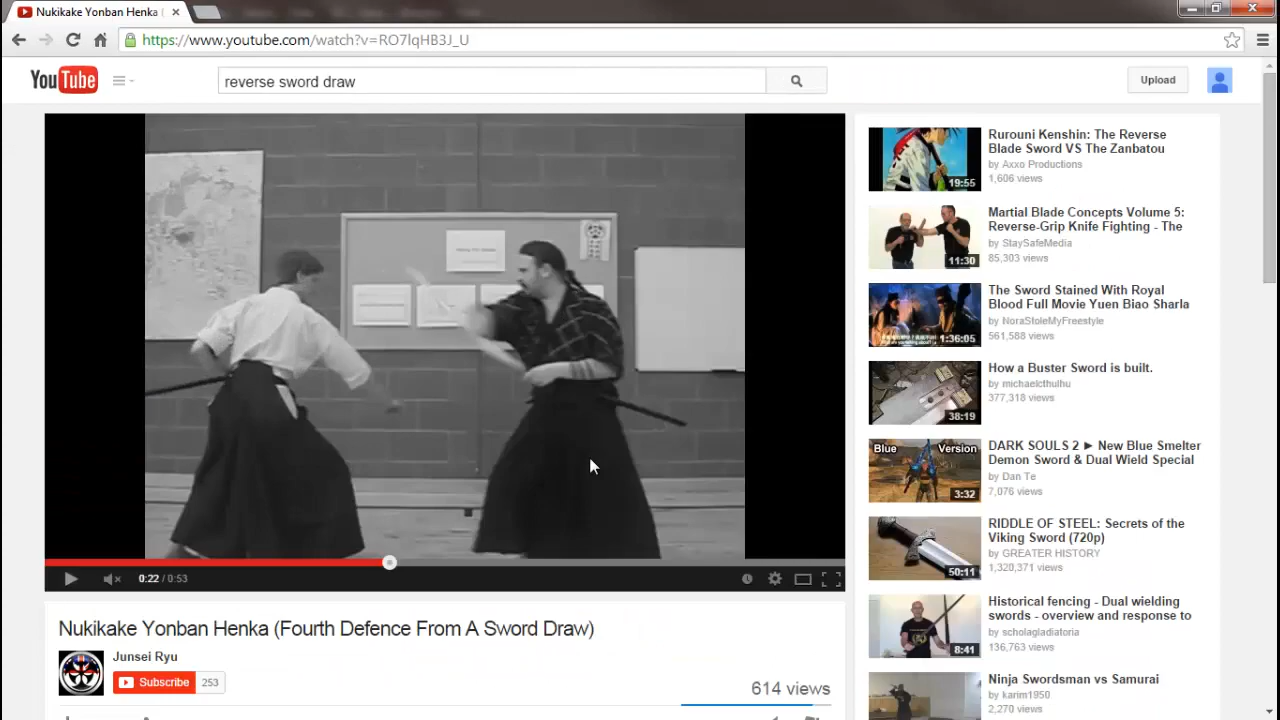 Nukikake Yonban Henka (
https://www.youtube.com/watch?v=RO7lqHB3J_U
YouTube
reverse sword draw
Upload
Rurouni Kenshin: The Reverse
Blade Sword VS The Zanbatou
by Axxo Productions
1,606 views
19:55
Martial Blade Concepts Volume 5:
Reverse-Grip Knife Fighting - The
by StaySafeMedia
85,303 views
11:30
The Sword Stained With Royal
Blood Full Movie Yuen Biao Sharla
by NoraStoleMyFreestyle
561,588 views
1:36:05
How a Buster Sword is built.
by michaelcthulhu
377,318 views
38:19
Blue Version
DARK SOULS 2 ► New Blue Smelter
Demon Sword & Dual Wield Special
by Dan Te
7,076 views
3:32
RIDDLE OF STEEL: Secrets of the
Viking Sword (720p)
by GREATER HISTORY
1,320,371 views
50:11
Historical fencing - Dual wielding
swords - overview and response to
by scholagladiatoria
136,763 views
8:41
Ninja Swordsman vs Samurai
by karim1950
2,270 views
0:22 / 0:53
Nukikake Yonban Henka (Fourth Defence From A Sword Draw)
Junsei Ryu
Subscribe 253
614 views